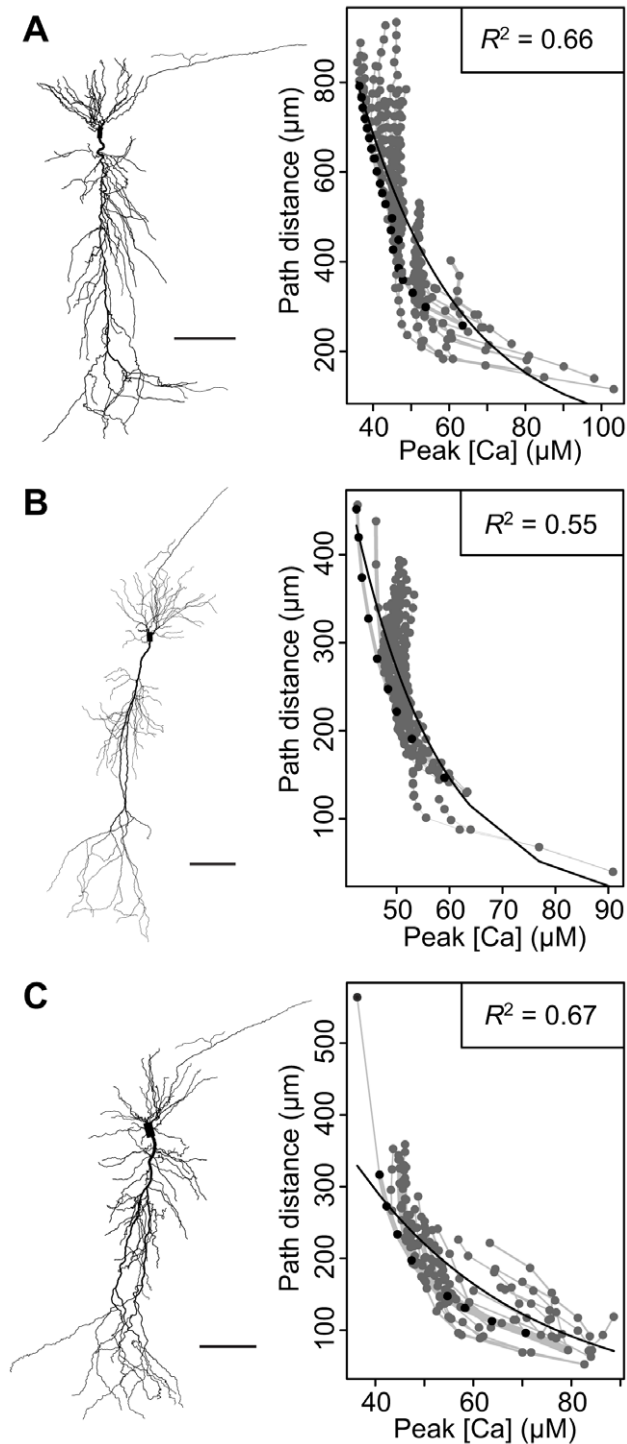 A
R² = 0.66
Path distance (µm)
800
600
400
200
40
60
80
100
Peak [Ca] (µM)
B
R² = 0.55
Path distance (µm)
400
300
200
100
50
60
70
80
90
Peak [Ca] (µM)
C
R² = 0.67
Path distance (µm)
500
400
300
200
100
40
60
80
Peak [Ca] (µM)